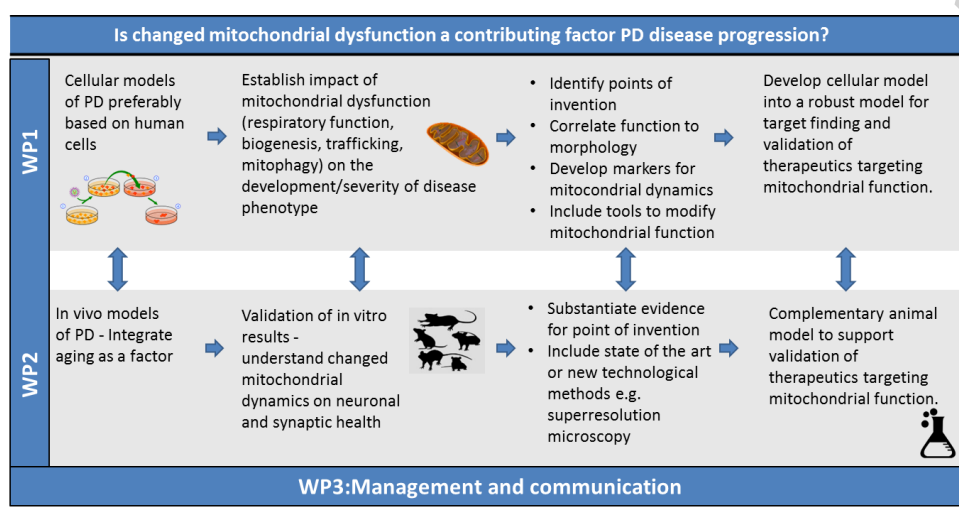 Is changed mitochondrial dysfunction a contributing factor PD disease progression?
WP1
Cellular models
of PD preferably
based on human
cells
Establish impact of
mitochondrial dysfunction
(respiratory function,
biogenesis, trafficking,
mitophagy) on the
development/severity of disease
phenotype
• Identify points of
invention
• Correlate function to
morphology
• Develop markers for
mitocondrial dynamics
• Include tools to modify
mitochondrial function
Develop cellular model
into a robust model for
target finding and
validation of
therapeutics targeting
mitochondrial function.
WP2
In vivo models
of PD - Integrate
aging as a factor
Validation of in vitro
results -
understand changed
mitochondrial
dynamics on neuronal
and synaptic health
• Substantiate evidence
for point of invention
• Include state of the art
or new technological
methods e.g.
superresolution
microscopy
Complementary animal
model to support
validation of
therapeutics targeting
mitochondrial function.
WP3:Management and communication